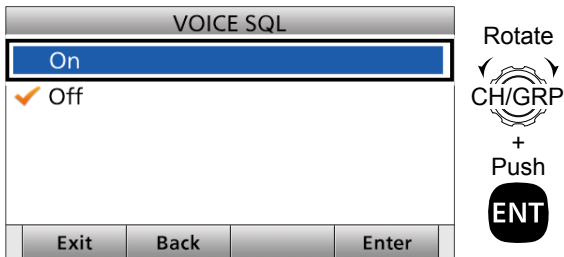 VOICE SQL
On
Off
Exit Back Enter
Rotate
CH/GRP
+
Push
ENT